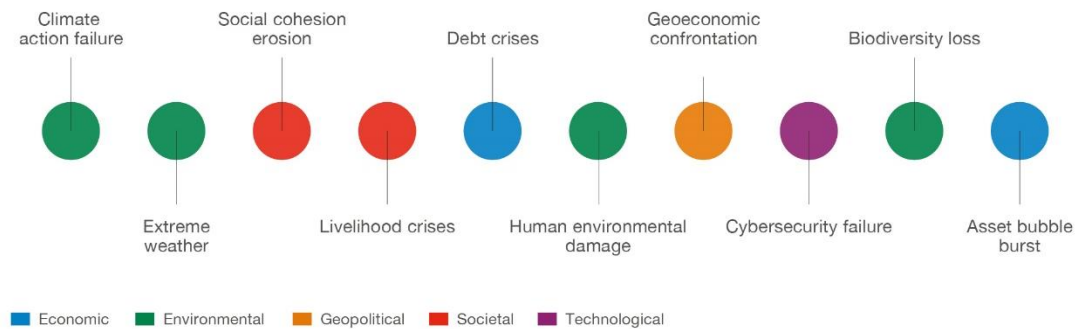 Climate
action failure
Social cohesion
erosion
Debt crises
Geoeconomic
confrontation
Biodiversity loss
Extreme
weather
Livelihood crises
Human environmental
damage
Cybersecurity failure
Asset bubble
burst
Economic
Environmental
Geopolitical
Societal
Technological